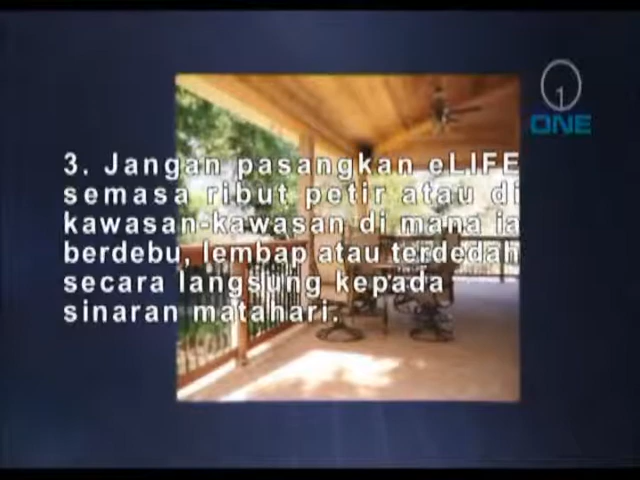 1
ONE
3. Jangan pasangkan eLIFE
semasa ribut petir atau di
kawasan-kawasan di mana ia
berdebu, lembap atau terdedah
secara langsung kepada
sinaran matahari.